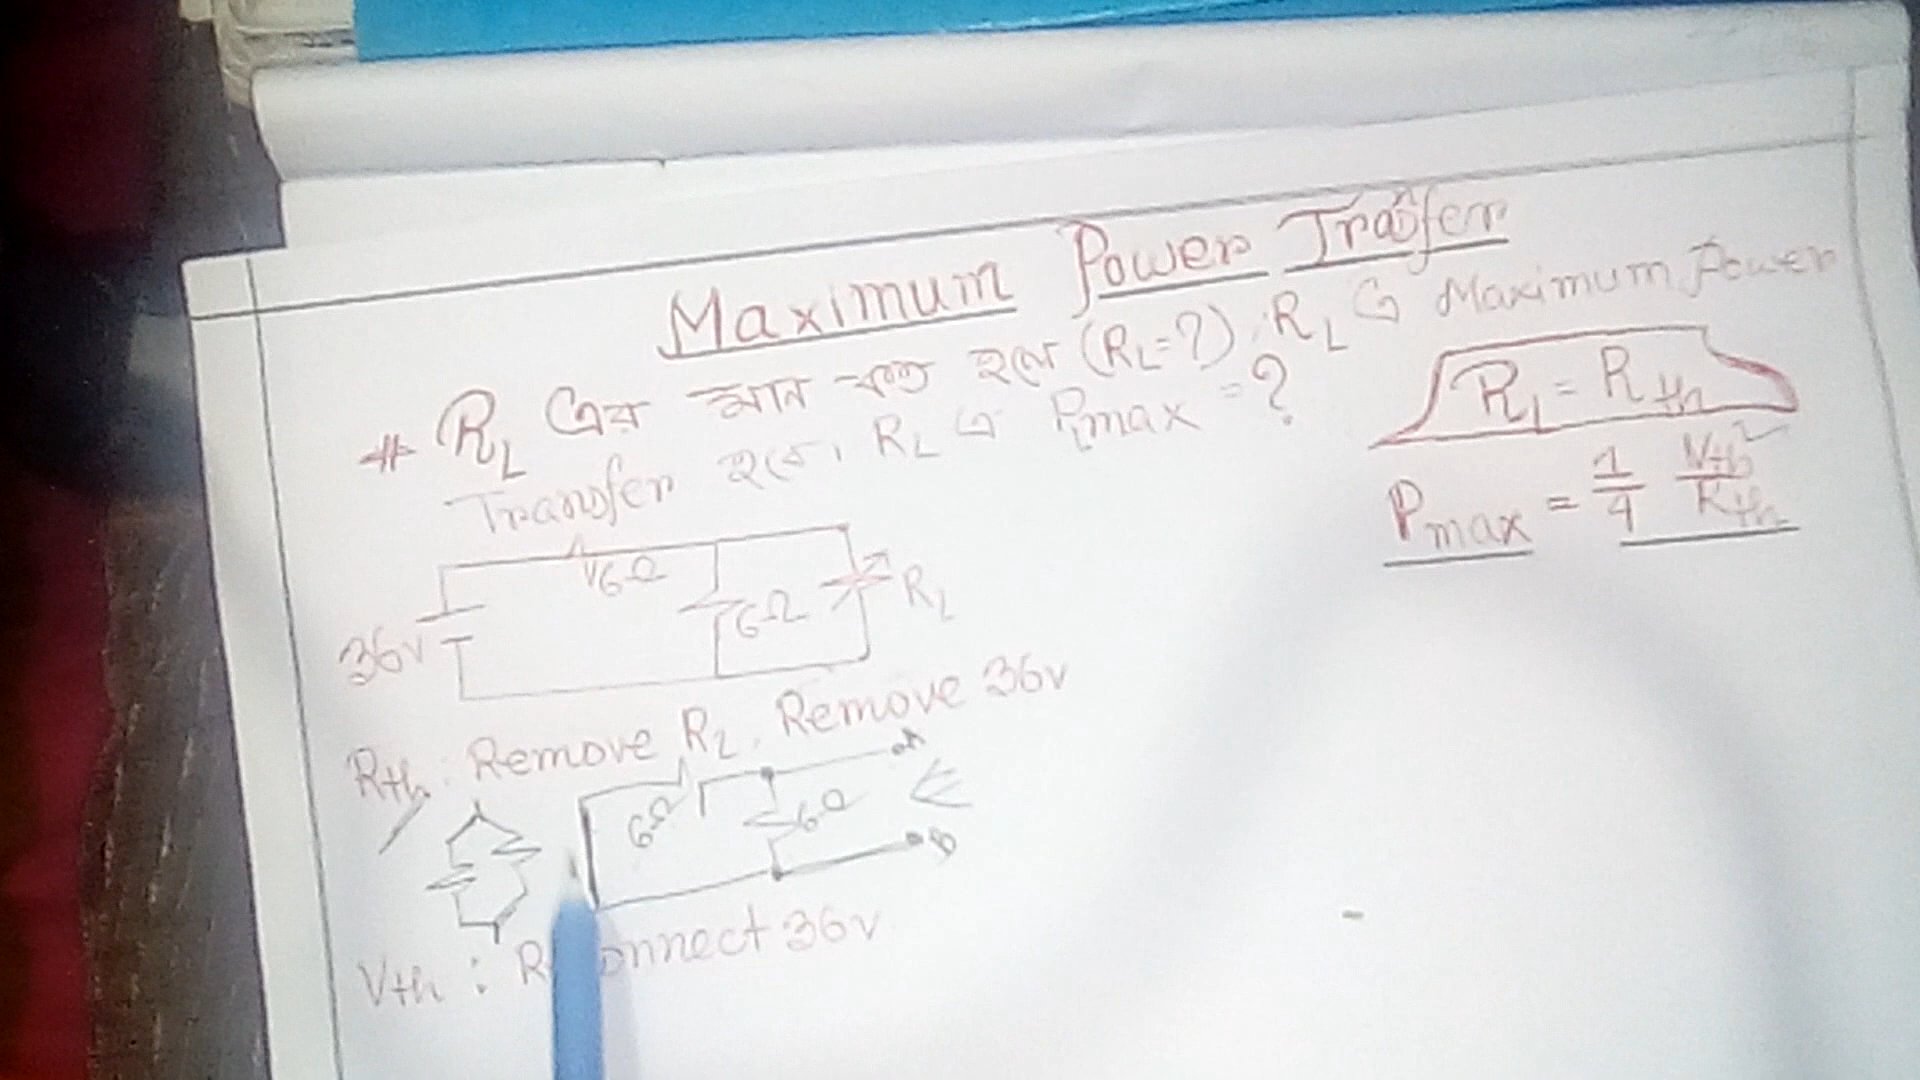 Maximum Power Transfer
# RL এর মান কত হলে (RL=?) RL এ Maximum Power
Transfer হবে। RL এ Pmax = ?
RL = Rth
Pmax = 1/4 Vth²/Rth
6Ω
36v
6Ω
RL
Rth : Remove RL, Remove 36v
A
6Ω
6Ω
B
Vth : Reconnect 36v